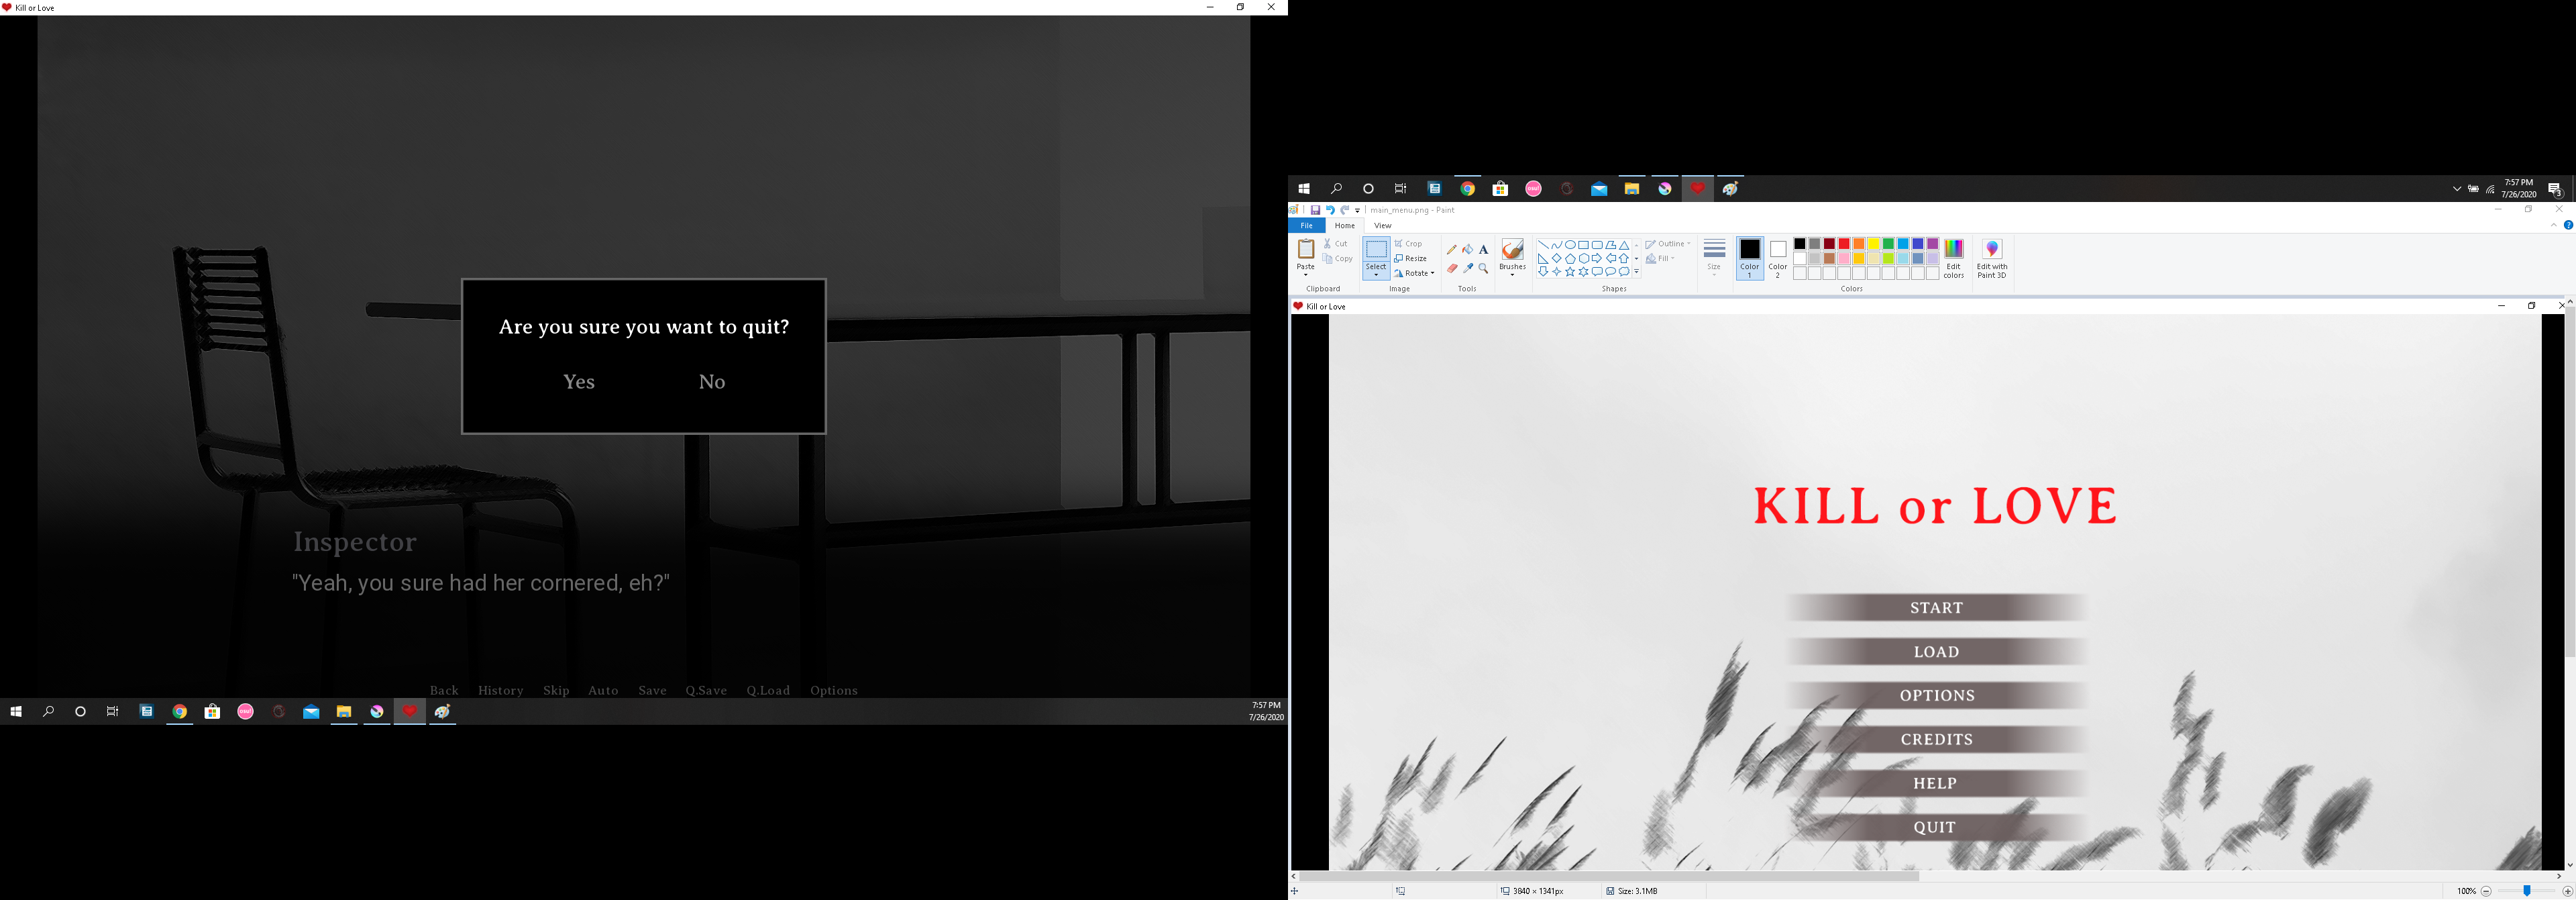 Kill or Love
Are you sure you want to quit?
Yes No
Inspector
"Yeah, you sure had her cornered, eh?"
Back History Skip Auto Save Q.Save Q.Load Options
osu!
7:57 PM
7/26/2020
osu!
7:57 PM
7/26/2020
3
main_menu.png - Paint
File Home View
Paste
Cut
Copy
Clipboard
Select
Crop
Resize
Rotate
Image
A
Tools
Brushes
Outline
Fill
Shapes
Size
Color
1
Color
2
Edit
colors
Colors
Edit with
Paint 3D
Kill or Love
KILL or LOVE
START
LOAD
OPTIONS
CREDITS
HELP
QUIT
3840 × 1341px
Size: 3.1MB
100%